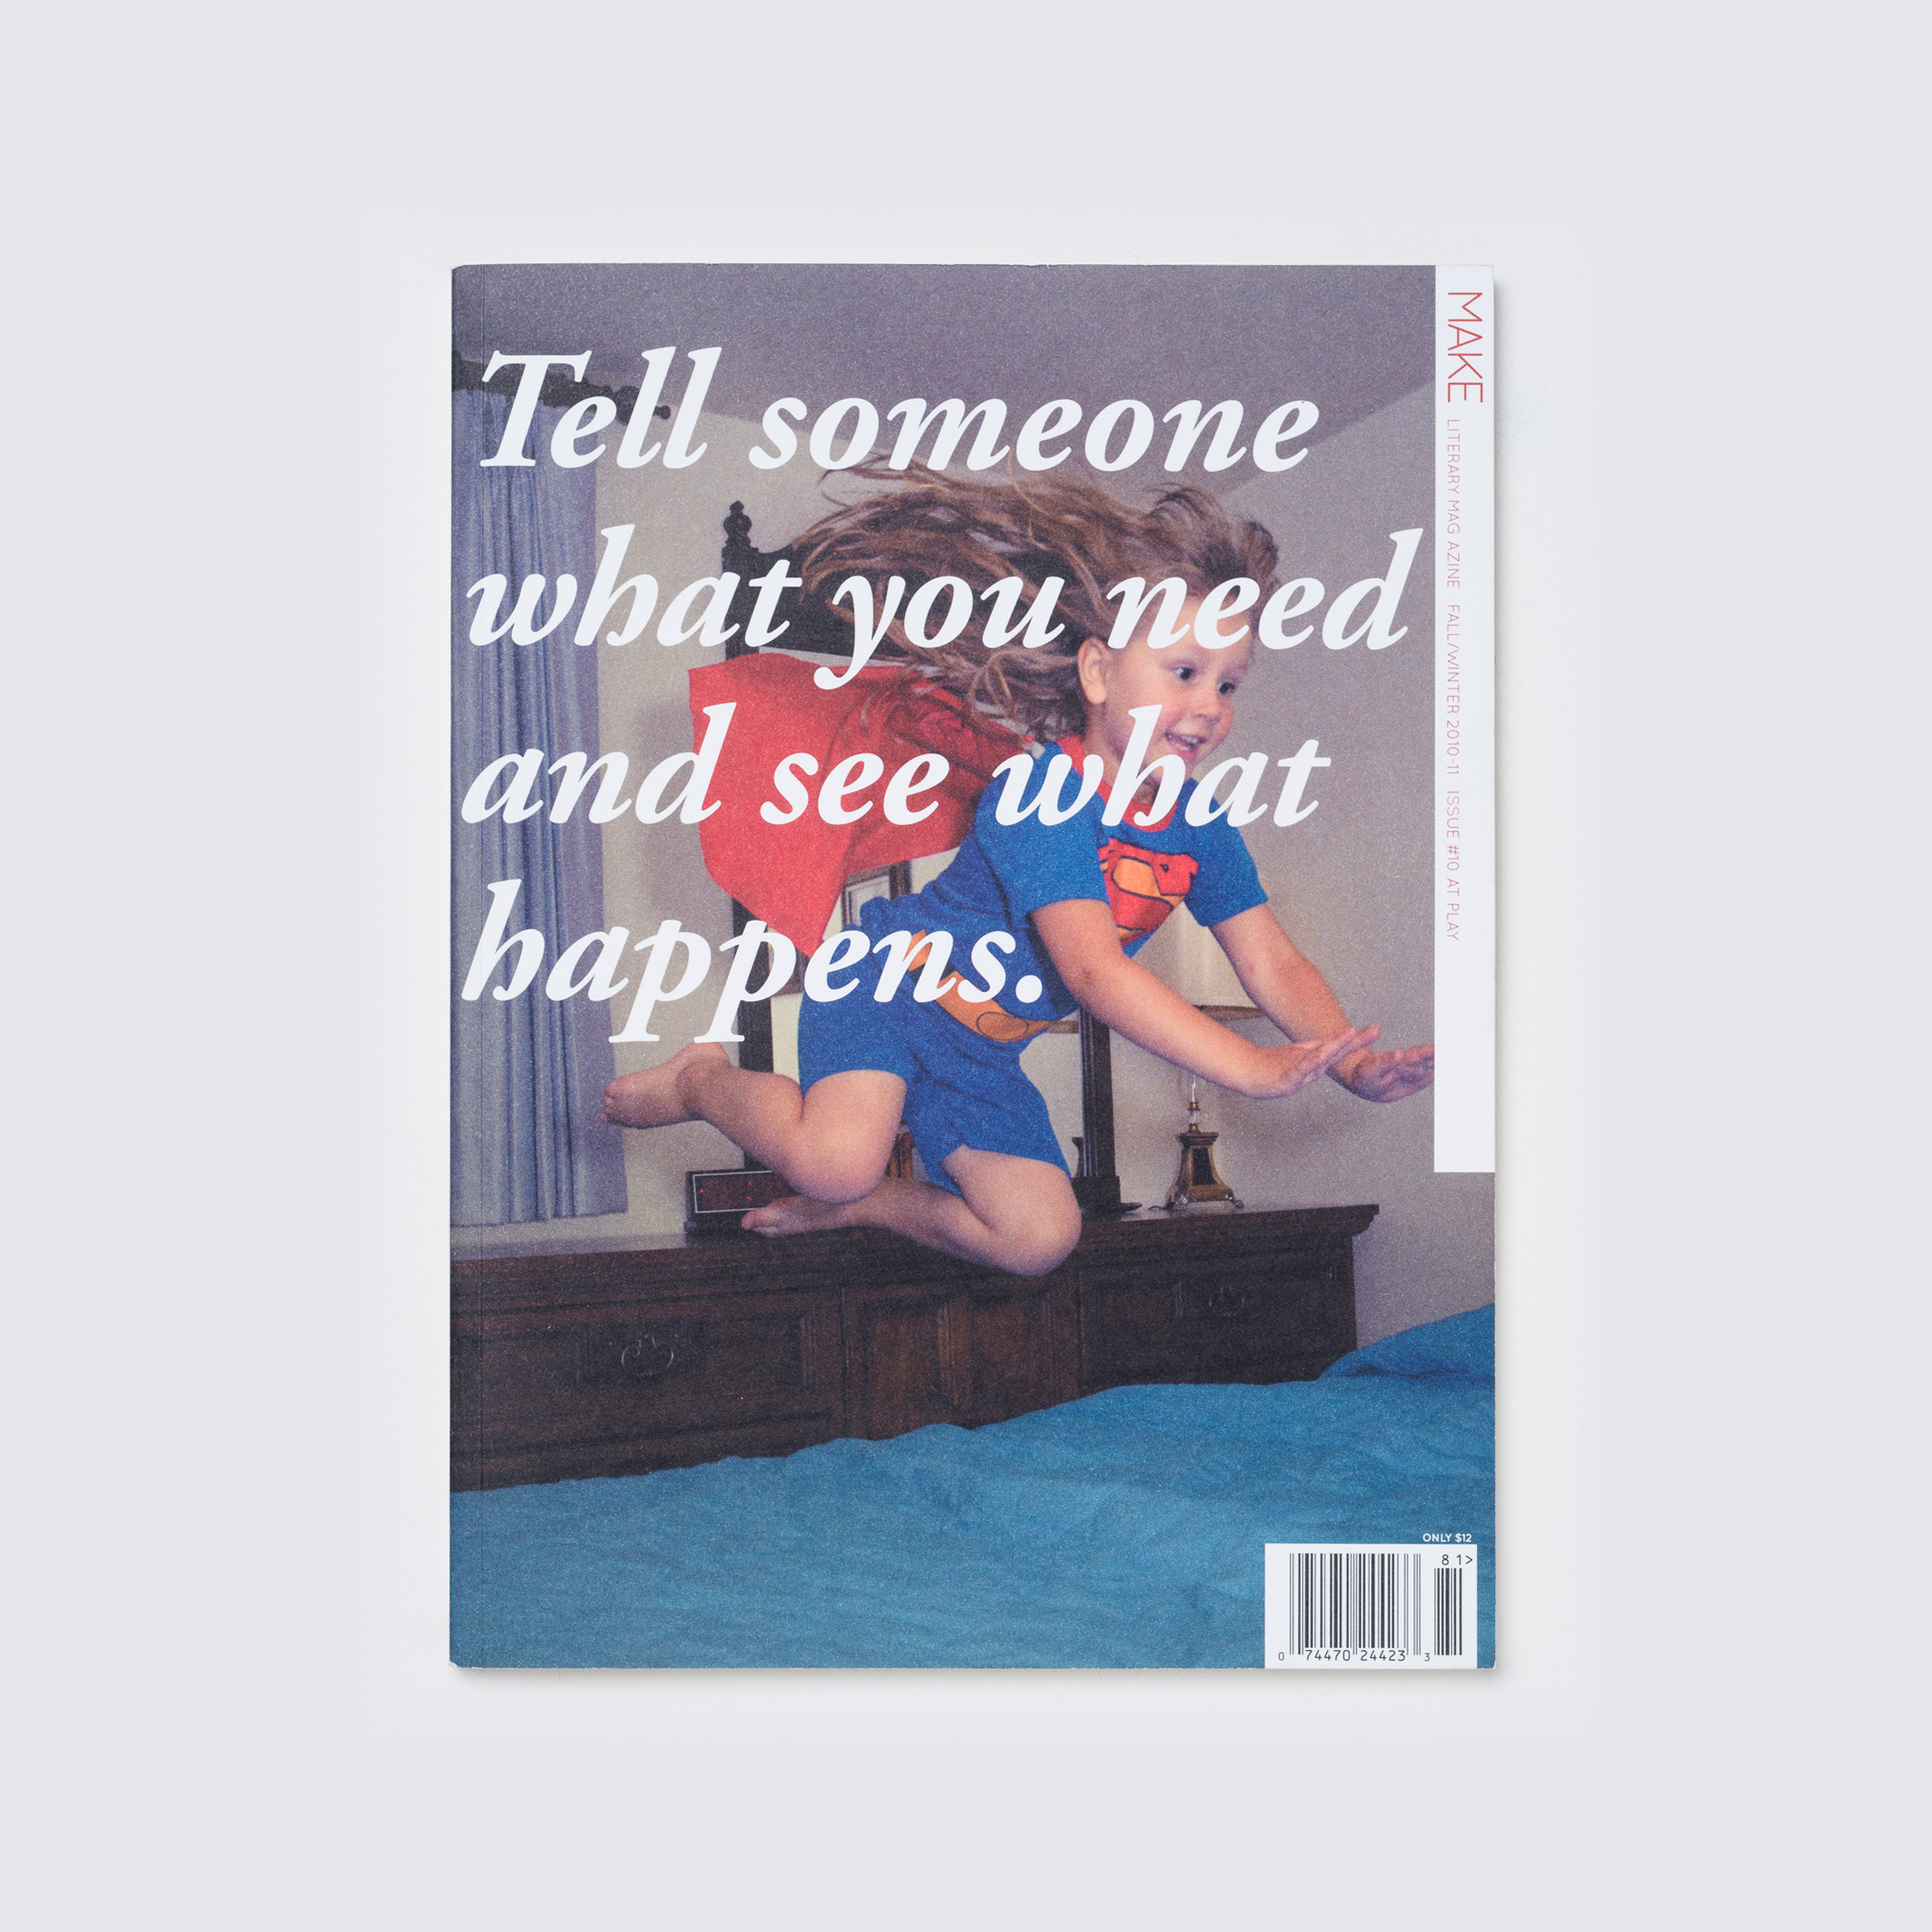 Tell someone
what you need
and see what
happens.
MAKE LITERARY MAG AZINE FALL/WINTER 2010-11 ISSUE #10 AT PLAY
ONLY $12
8 1>
0 74470 24423 3